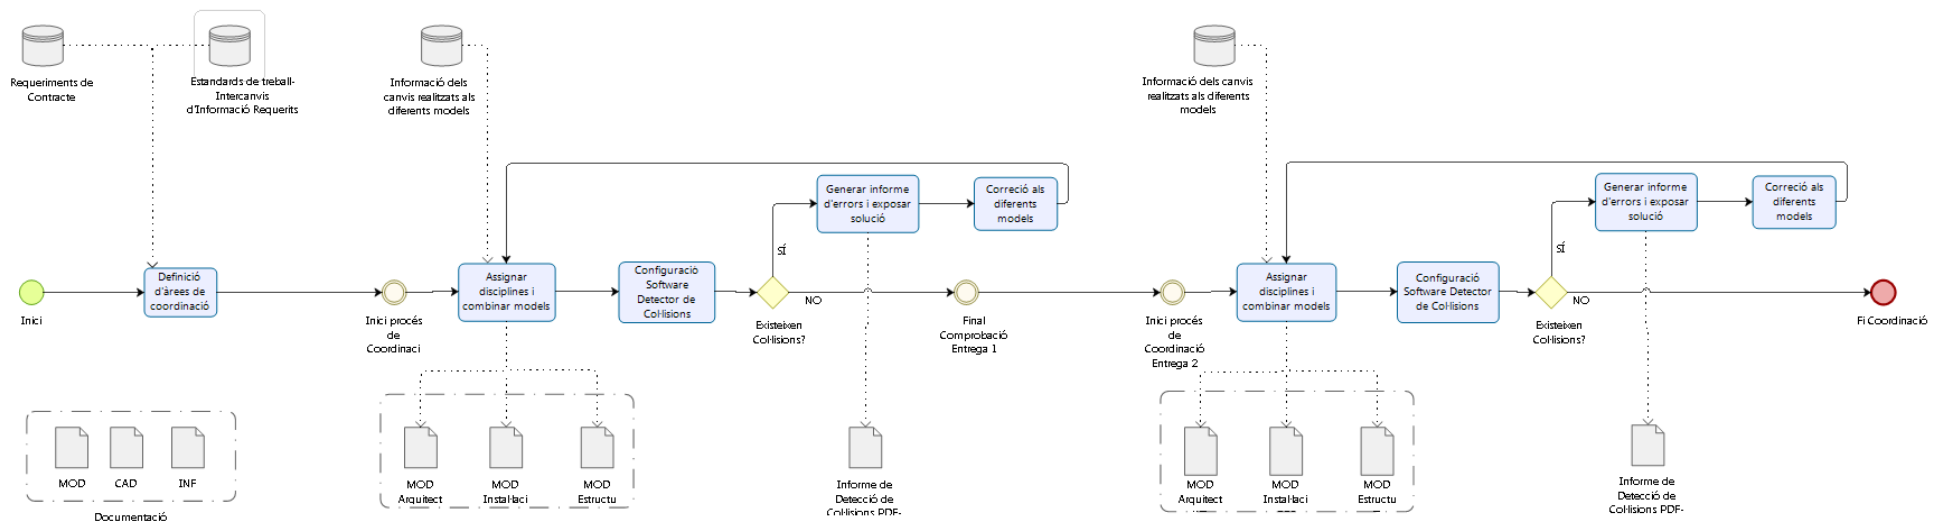 Requeriments de
Contracte
Estandards de treball-
Intercanvis
d'Informació Requerits
Informació dels
canvis realitzats als
diferents models
Informació dels canvis
realitzats als diferents
models
Generar informe
d'errors i exposar
solució
Correció als
diferents
models
Generar informe
d'errors i exposar
solució
Correció als
diferents
models
SÍ
SÍ
Inici
Definició
d'àrees de
coordinació
Inici procés
de
Coordinaci
Assignar
disciplines i
combinar models
Configuració
Software
Detector de
Col·lisions
NO
Existeixen
Col·lisions?
Final
Comprobació
Entrega 1
Inici procés
de
Coordinació
Entrega 2
Assignar
disciplines i
combinar models
Configuració
Software Detector
de Col·lisions
NO
Existeixen
Col·lisions?
Fi Coordinació
MOD
CAD
INF
Documentació
MOD
Arquitect
MOD
Instal·laci
MOD
Estructu
Informe de
Detecció de
Col·lisions PDF-
MOD
Arquitect
MOD
Instal·laci
MOD
Estructu
Informe de
Detecció de
Col·lisions PDF-